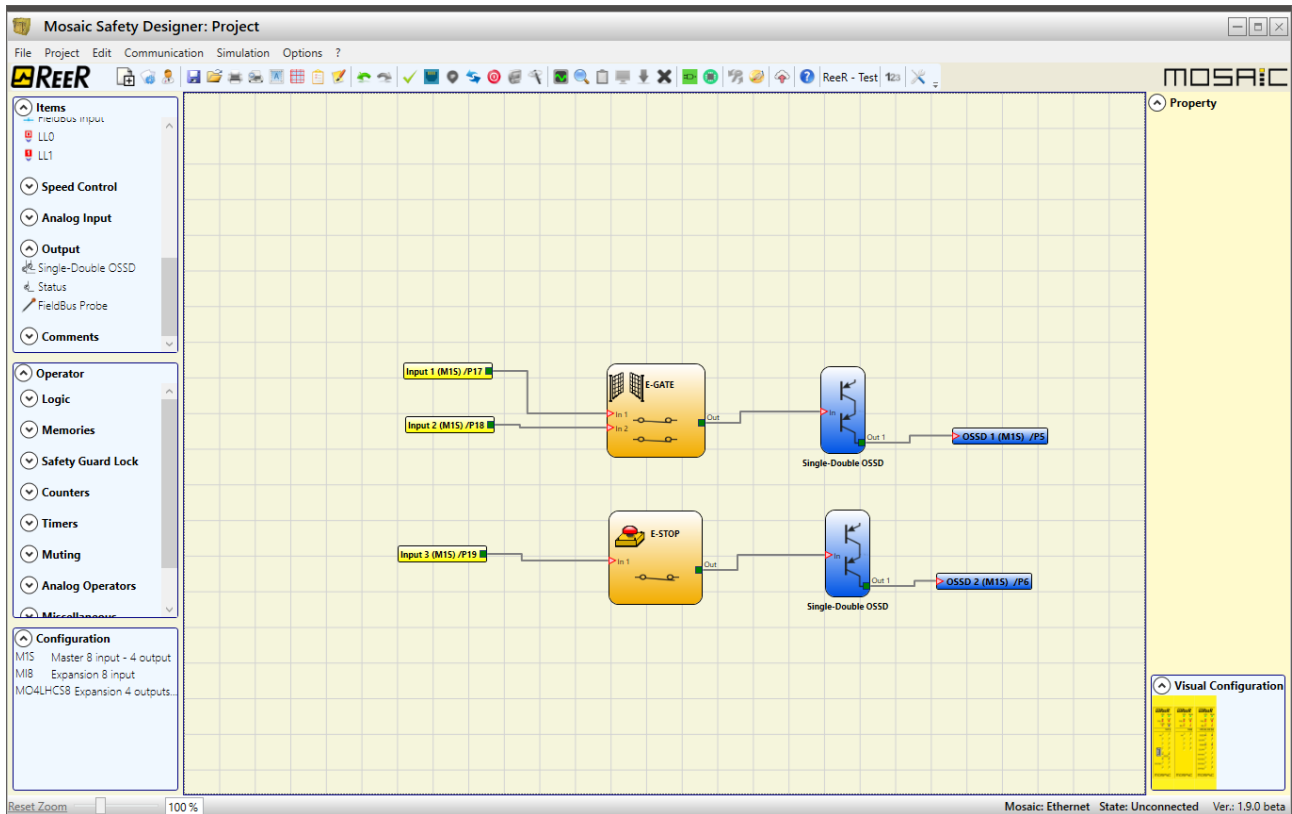 Mosaic Safety Designer: Project
File Project Edit Communication Simulation Options ?
REER
ReeR - Test 123
MOSAIC
Items
FieldBus Input
LL0
LL1
Speed Control
Analog Input
Output
Single-Double OSSD
Status
FieldBus Probe
Comments
Operator
Logic
Memories
Safety Guard Lock
Counters
Timers
Muting
Analog Operators
Miscellaneous
Configuration
M1S Master 8 input - 4 output
MI8 Expansion 8 input
MO4LHCS8 Expansion 4 outputs...
Reset Zoom 100 %
Input 1 (M1S) /P17
Input 2 (M1S) /P18
E-GATE
In 1
In 2
Out
In
Out 1
Single-Double OSSD
OSSD 1 (M1S) /P5
Input 3 (M1S) /P19
E-STOP
In 1
Out
In
Out 1
Single-Double OSSD
OSSD 2 (M1S) /P6
Property
Visual Configuration
Mosaic: Ethernet State: Unconnected Ver.: 1.9.0 beta